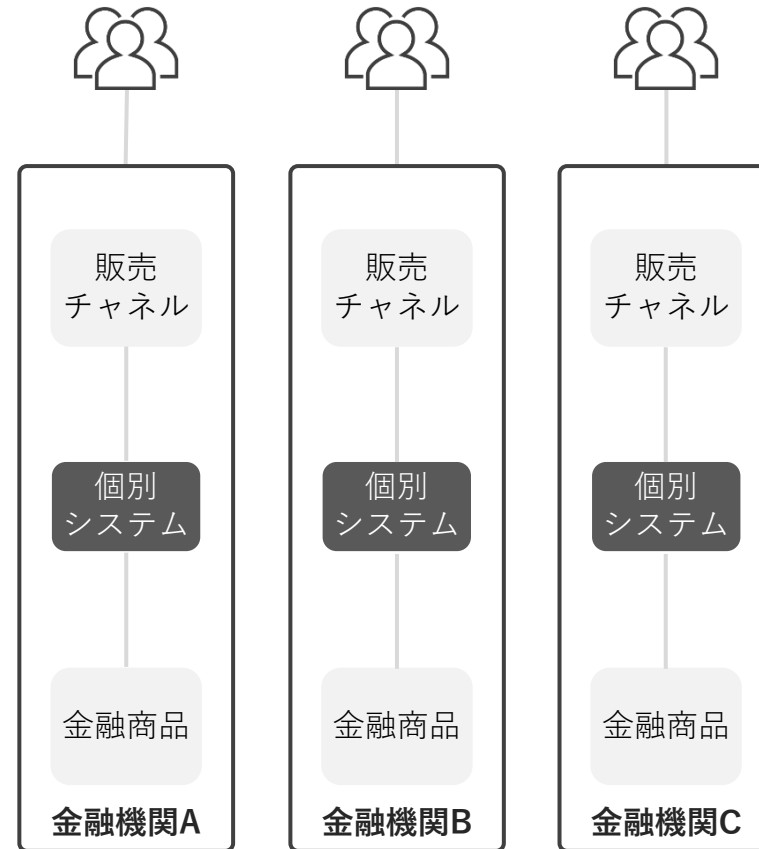 販売
チャネル
個別
システム
金融商品
金融機関A
販売
チャネル
個別
システム
金融商品
金融機関B
販売
チャネル
個別
システム
金融商品
金融機関C